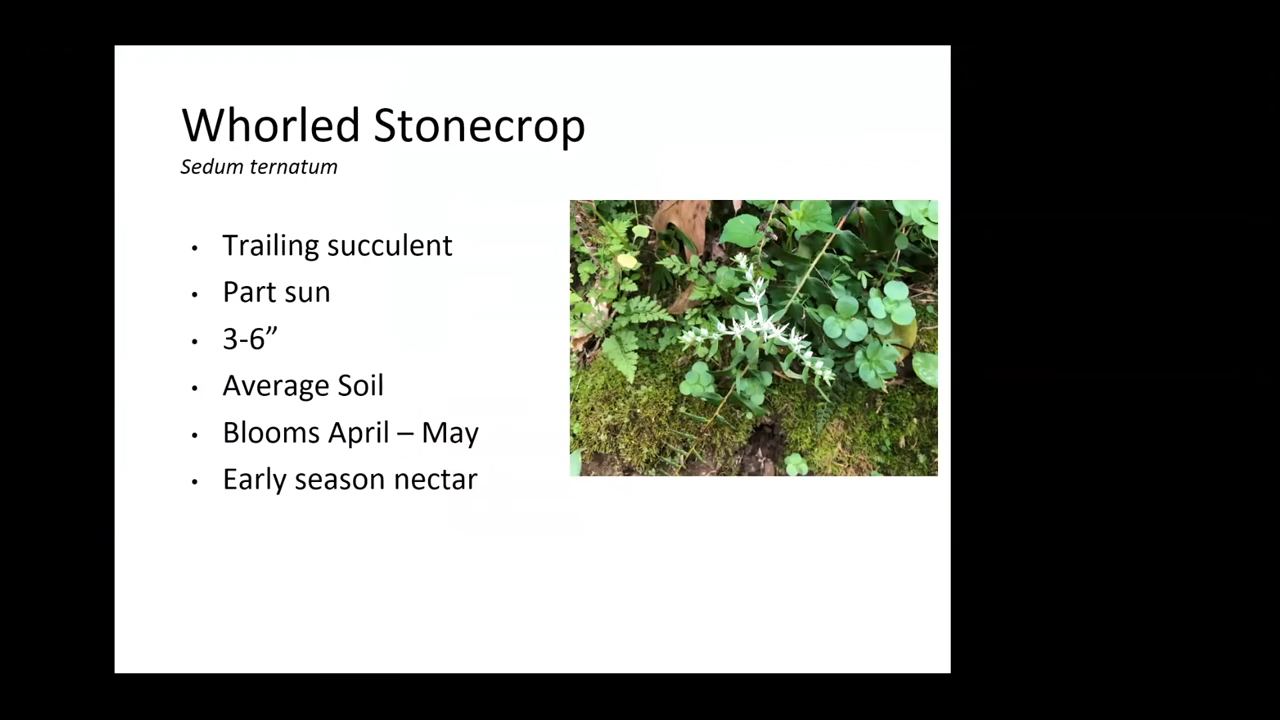 Whorled Stonecrop
Sedum ternatum
• Trailing succulent
• Part sun
• 3-6”
• Average Soil
• Blooms April – May
• Early season nectar